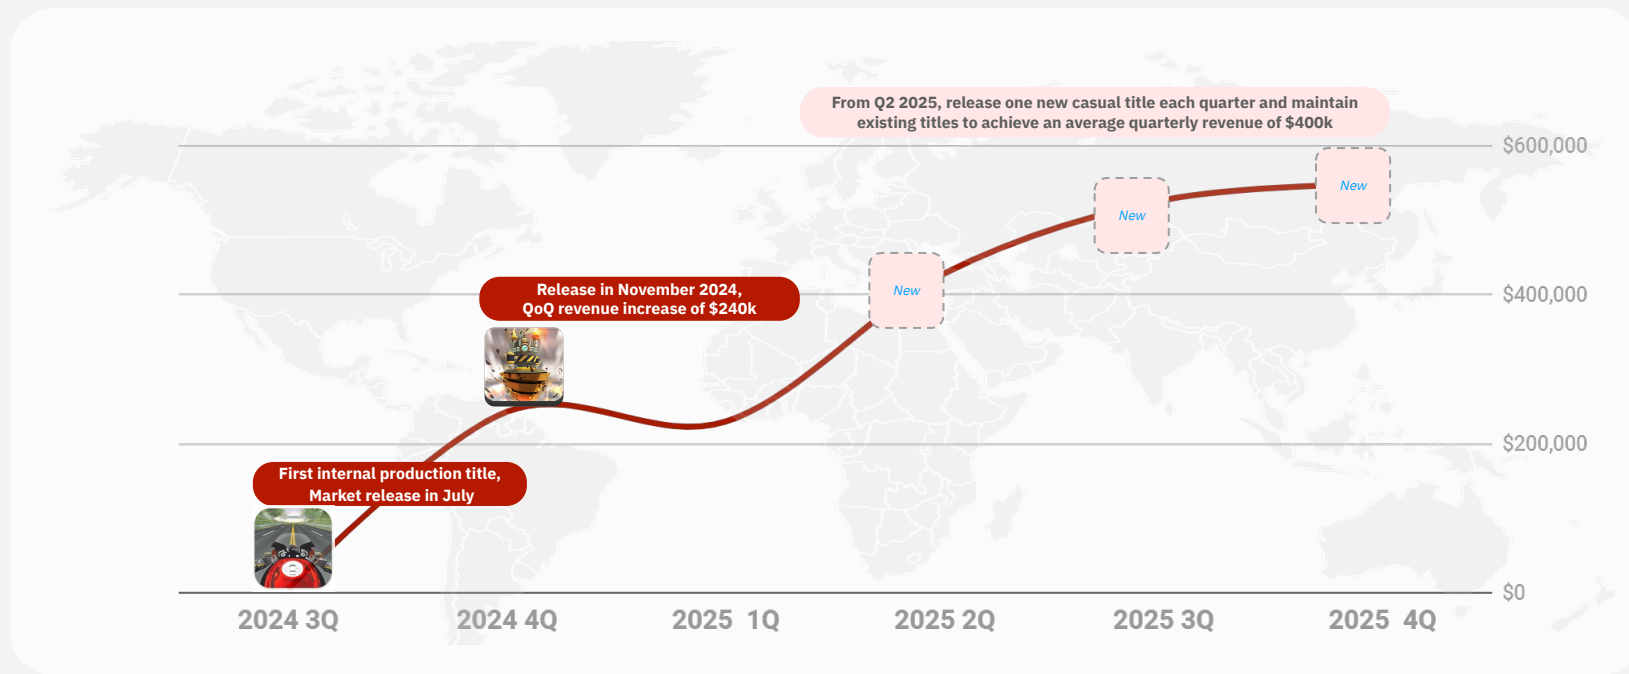 From Q2 2025, release one new casual title each quarter and maintain
existing titles to achieve an average quarterly revenue of $400k
$600,000
New
New
New
Release in November 2024,
QoQ revenue increase of $240k
$400,000
$200,000
First internal production title,
Market release in July
$0
2024 3Q
2024 4Q
2025 1Q
2025 2Q
2025 3Q
2025 4Q